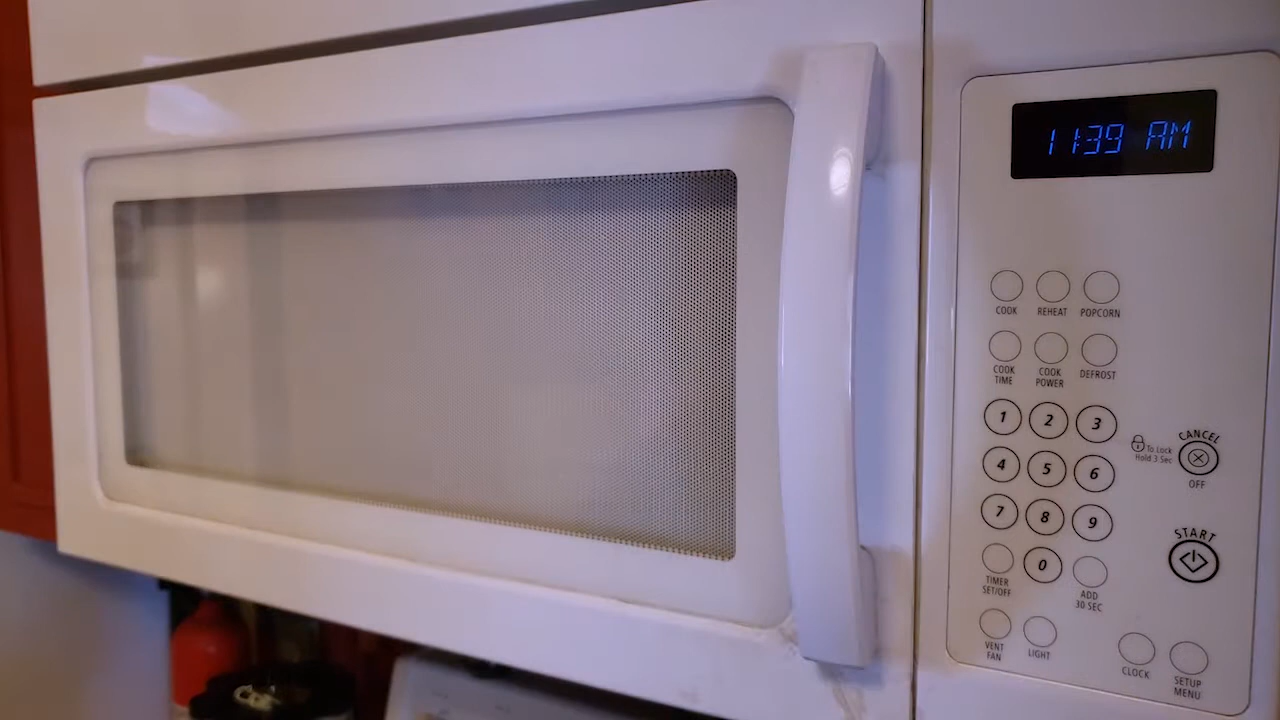 11:39 AM
COOK REHEAT POPCORN
COOK TIME
COOK POWER
DEFROST
1 2 3
4 5 6
7 8 9
0
To Lock
Hold 3 Sec
CANCEL
OFF
START
TIMER
SET/OFF
ADD
30 SEC
VENT
FAN
LIGHT
CLOCK
SETUP
MENU